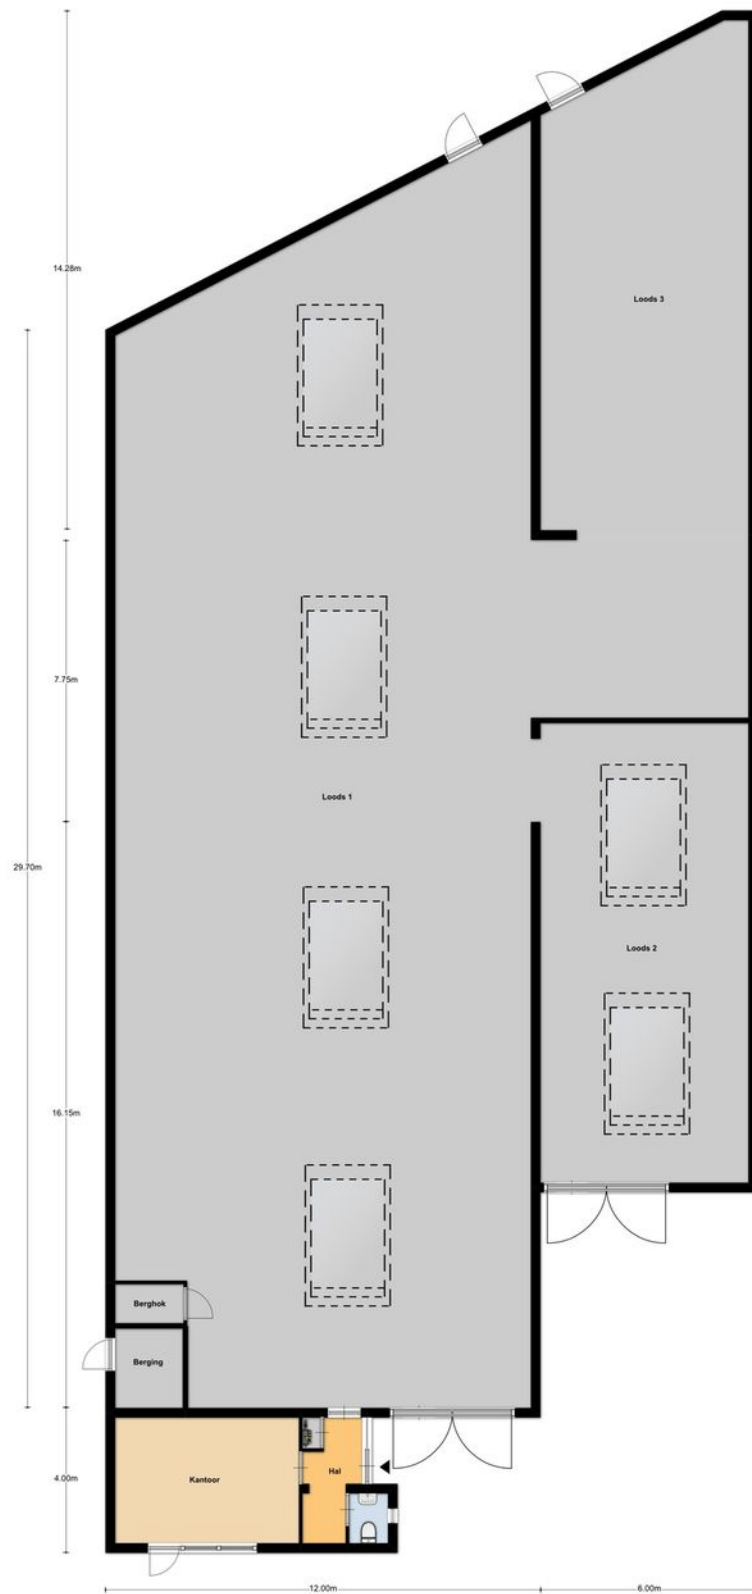 14.28m
Loods 3
7.75m
Loods 1
29.70m
Loods 2
16.15m
Berghok
Berging
Hal
Kantoor
4.00m
12.00m
6.00m